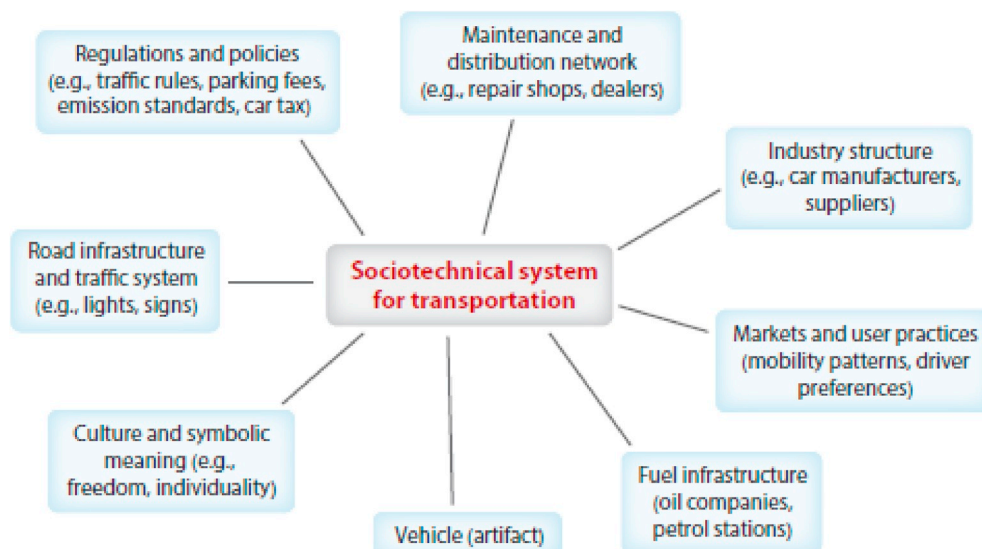 Regulations and policies
(e.g., traffic rules, parking fees,
emission standards, car tax)
Maintenance and
distribution network
(e.g., repair shops, dealers)
Industry structure
(e.g., car manufacturers,
suppliers)
Road infrastructure
and traffic system
(e.g., lights, signs)
Sociotechnical system
for transportation
Markets and user practices
(mobility patterns, driver
preferences)
Culture and symbolic
meaning (e.g.,
freedom, individuality)
Fuel infrastructure
(oil companies,
petrol stations)
Vehicle (artifact)